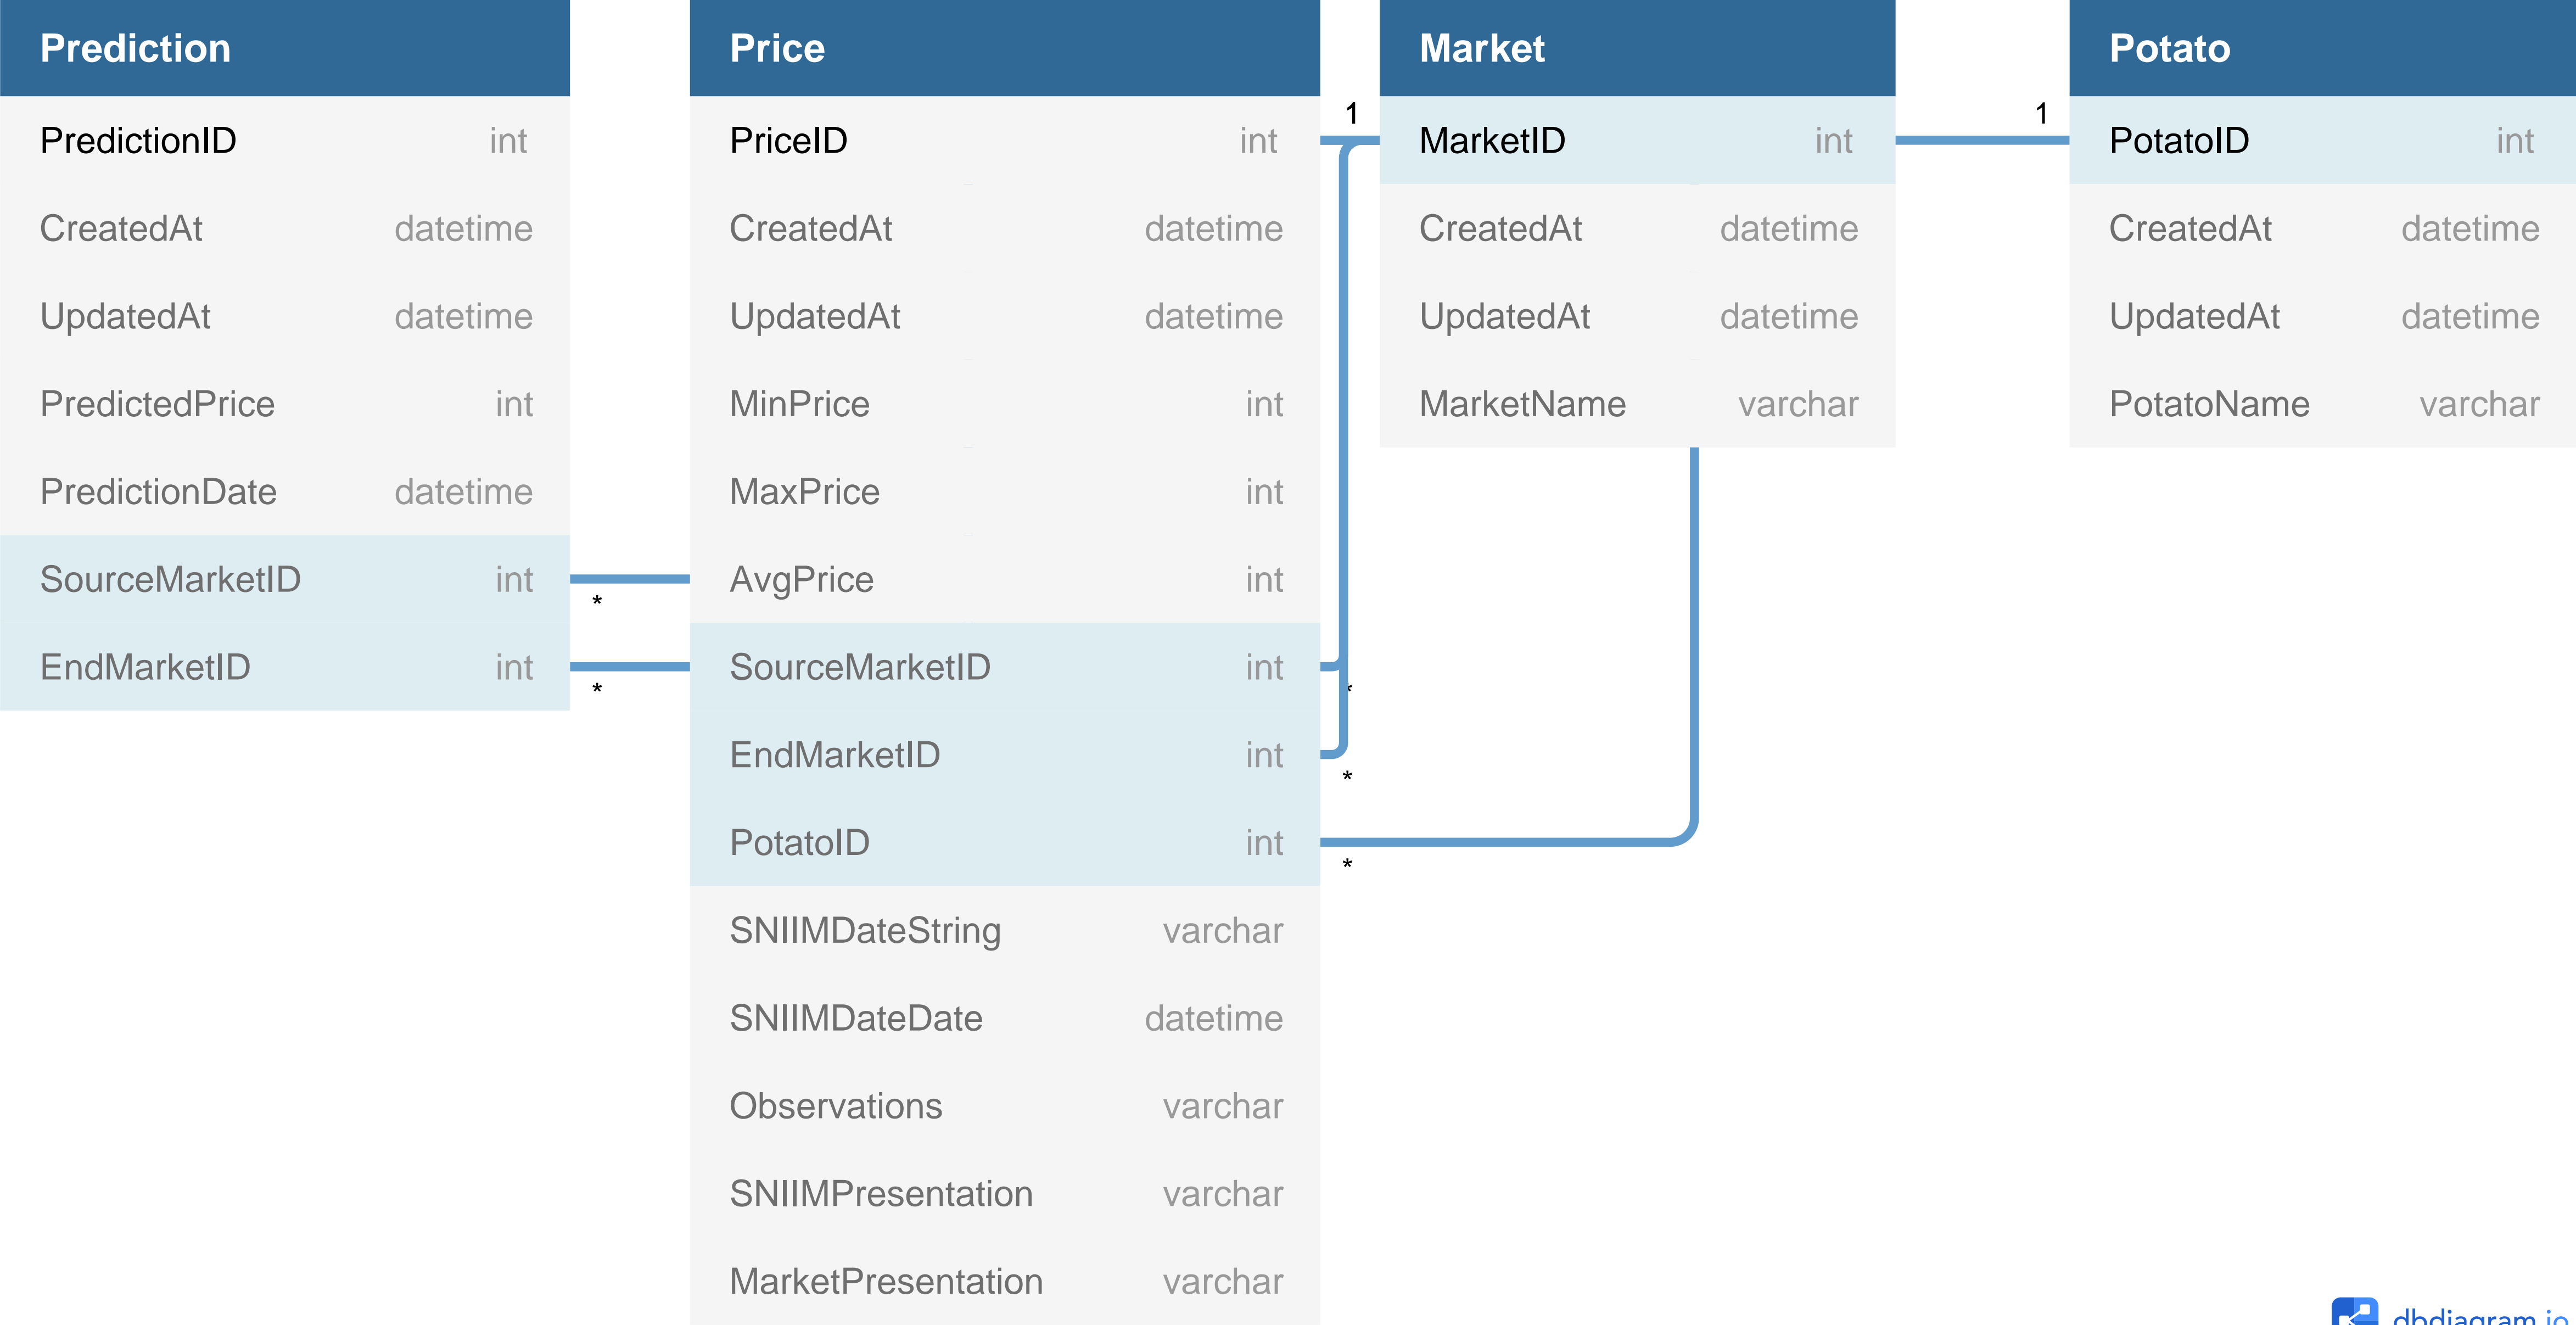 Prediction
PredictionID int
CreatedAt datetime
UpdatedAt datetime
PredictedPrice int
PredictionDate datetime
SourceMarketID int
*
EndMarketID int
*
Price
PriceID int
CreatedAt datetime
UpdatedAt datetime
MinPrice int
MaxPrice int
AvgPrice int
SourceMarketID int
*
EndMarketID int
*
PotatoID int
*
SNIIMDateString varchar
SNIIMDateDate datetime
Observations varchar
SNIIMPresentation varchar
MarketPresentation varchar
Market
1
MarketID int
CreatedAt datetime
UpdatedAt datetime
MarketName varchar
Potato
1
PotatoID int
CreatedAt datetime
UpdatedAt datetime
PotatoName varchar
dbdiagram.io